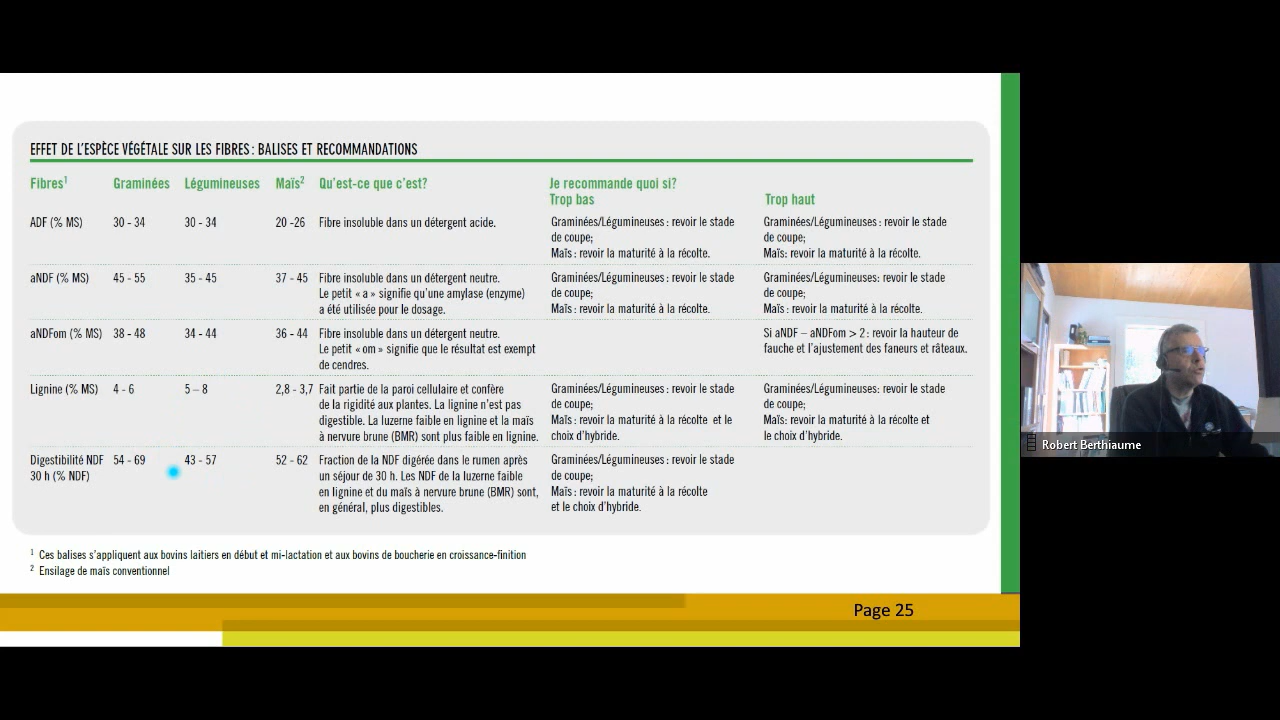 EFFET DE L'ESPÈCE VÉGÉTALE SUR LES FIBRES : BALISES ET RECOMMANDATIONS
Fibres¹ Graminées Légumineuses Maïs² Qu'est-ce que c'est? Je recommande quoi si?
Trop bas Trop haut
ADF (% MS) 30 - 34 30 - 34 20 -26 Fibre insoluble dans un détergent acide. Graminées/Légumineuses : revoir le stade Graminées/Légumineuses : revoir le stade
de coupe; de coupe;
Maïs : revoir la maturité à la récolte. Maïs: revoir la maturité à la récolte.
aNDF (% MS) 45 - 55 35 - 45 37 - 45 Fibre insoluble dans un détergent neutre. Graminées/Légumineuses : revoir le stade Graminées/Légumineuses: revoir le stade
Le petit « a » signifie qu'une amylase (enzyme) de coupe; de coupe;
a été utilisée pour le dosage. Maïs : revoir la maturité à la récolte. Maïs : revoir la maturité à la récolte.
aNDFom (% MS) 38 - 48 34 - 44 36 - 44 Fibre insoluble dans un détergent neutre. Si aNDF – aNDFom > 2 : revoir la hauteur de
Le petit « om » signifie que le résultat est exempt fauche et l'ajustement des faneurs et râteaux.
de cendres.
Lignine (% MS) 4 - 6 5 – 8 2,8 - 3,7 Fait partie de la paroi cellulaire et confère Graminées/Légumineuses : revoir le stade Graminées/Légumineuses: revoir le stade
de la rigidité aux plantes. La lignine n'est pas de coupe; de coupe;
digestible. La luzerne faible en lignine et la maïs Maïs : revoir la maturité à la récolte et le Maïs: revoir la maturité à la récolte et
à nervure brune (BMR) sont plus faible en lignine. choix d'hybride. le choix d'hybride.
Digestibilité NDF 54 - 69 43 - 57 52 - 62 Fraction de la NDF digérée dans le rumen après Graminées/Légumineuses : revoir le stade
30 h (% NDF) un séjour de 30 h. Les NDF de la luzerne faible de coupe;
en lignine et du maïs à nervure brune (BMR) sont, Maïs : revoir la maturité à la récolte
en général, plus digestibles. et le choix d'hybride.
¹ Ces balises s'appliquent aux bovins laitiers en début et mi-lactation et aux bovins de boucherie en croissance-finition
² Ensilage de maïs conventionnel
Page 25
Robert Berthiaume